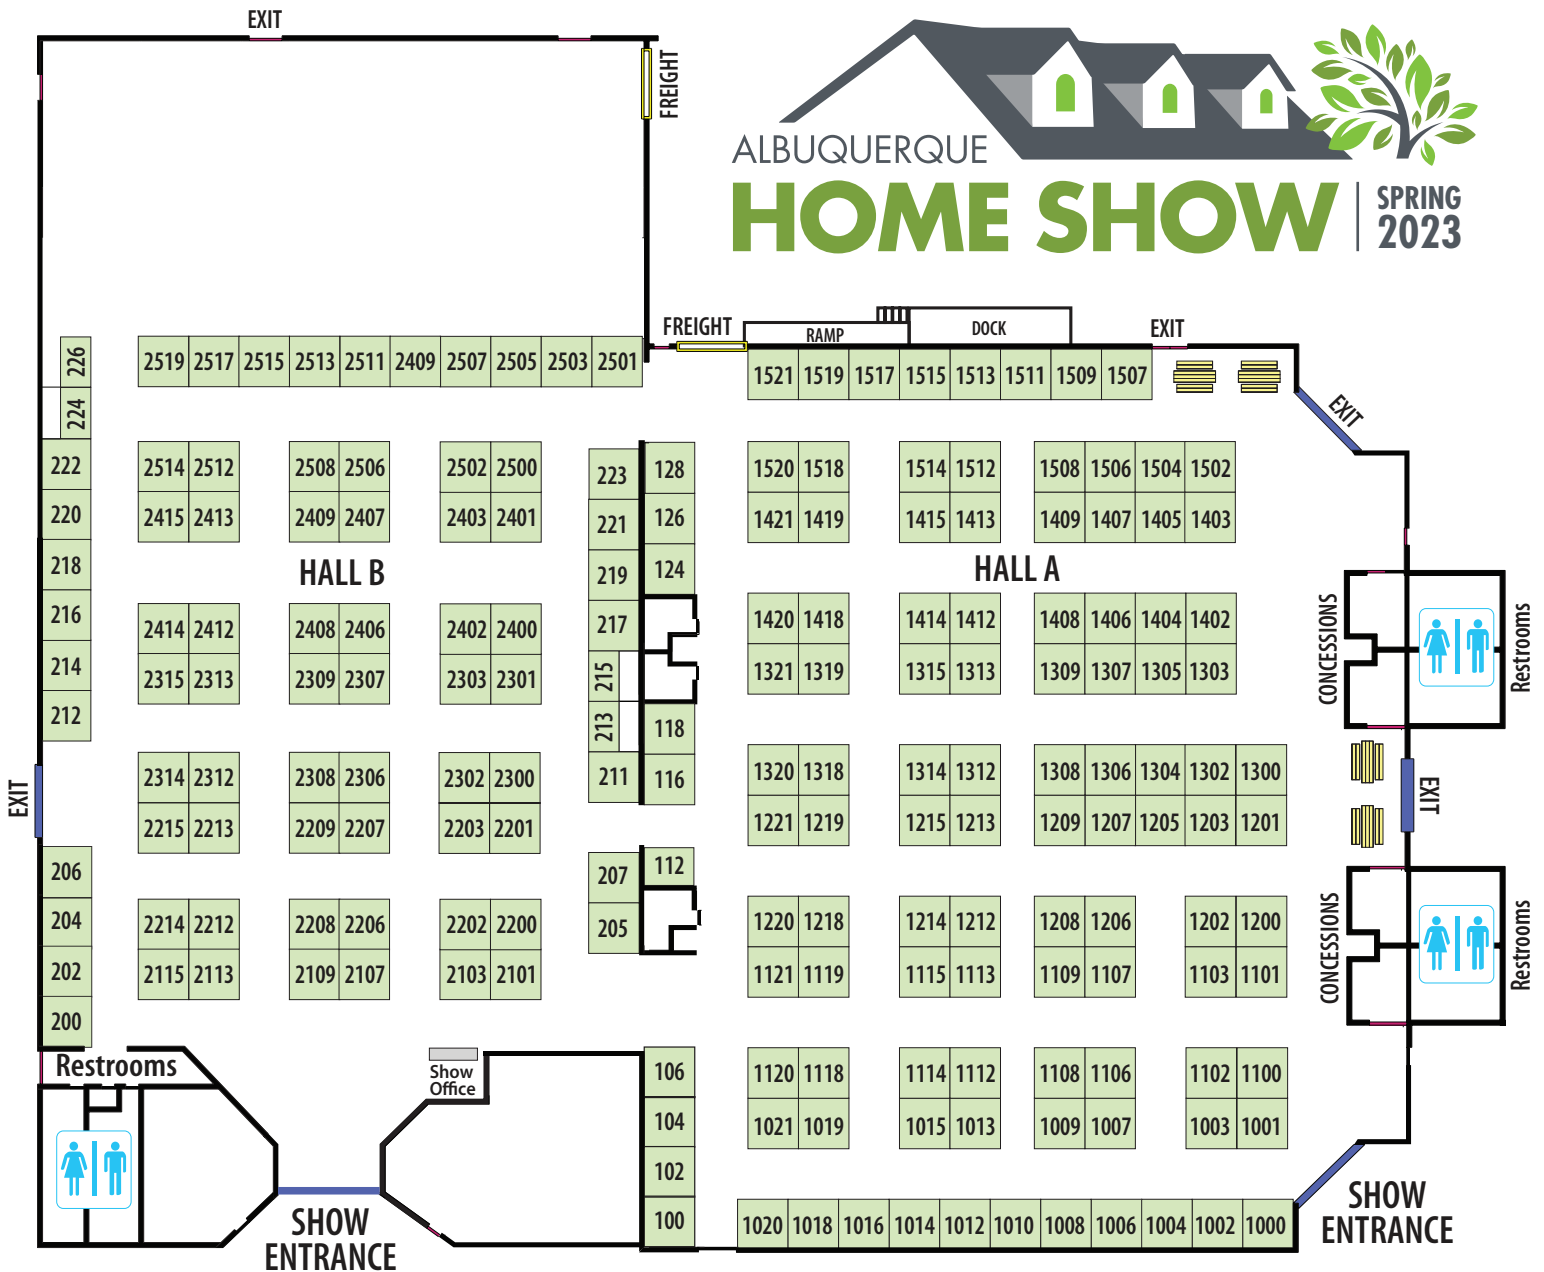 EXIT
FREIGHT
ALBUQUERQUE
HOME SHOW
SPRING
2023
FREIGHT
RAMP
DOCK
EXIT
EXIT
226
224
2519 2517 2515 2513 2511 2409 2507 2505 2503 2501
1521 1519 1517 1515 1513 1511 1509 1507
222
220
218
216
214
212
2514 2512
2415 2413
2508 2506
2409 2407
2502 2500
2403 2401
223
221
219
217
215
213
211
128
126
124
118
116
1520 1518
1421 1419
1514 1512
1415 1413
1508 1506 1504 1502
1409 1407 1405 1403
HALL B
HALL A
2414 2412
2315 2313
2408 2406
2309 2307
2402 2400
2303 2301
1420 1418
1321 1319
1414 1412
1315 1313
1408 1406 1404 1402
1309 1307 1305 1303
CONCESSIONS
Restrooms
EXIT
2314 2312
2215 2213
2308 2306
2209 2207
2302 2300
2203 2201
1320 1318
1221 1219
1314 1312
1215 1213
1308 1306 1304 1302 1300
1209 1207 1205 1203 1201
EXIT
206
204
202
200
207
205
112
2214 2212
2115 2113
2208 2206
2109 2107
2202 2200
2103 2101
1220 1218
1121 1119
1214 1212
1115 1113
1208 1206
1109 1107
1202 1200
1103 1101
CONCESSIONS
Restrooms
Restrooms
Show
Office
106
104
102
100
1120 1118
1021 1019
1114 1112
1015 1013
1108 1106
1009 1007
1102 1100
1003 1001
1020 1018 1016 1014 1012 1010 1008 1006 1004 1002 1000
SHOW
ENTRANCE
SHOW
ENTRANCE